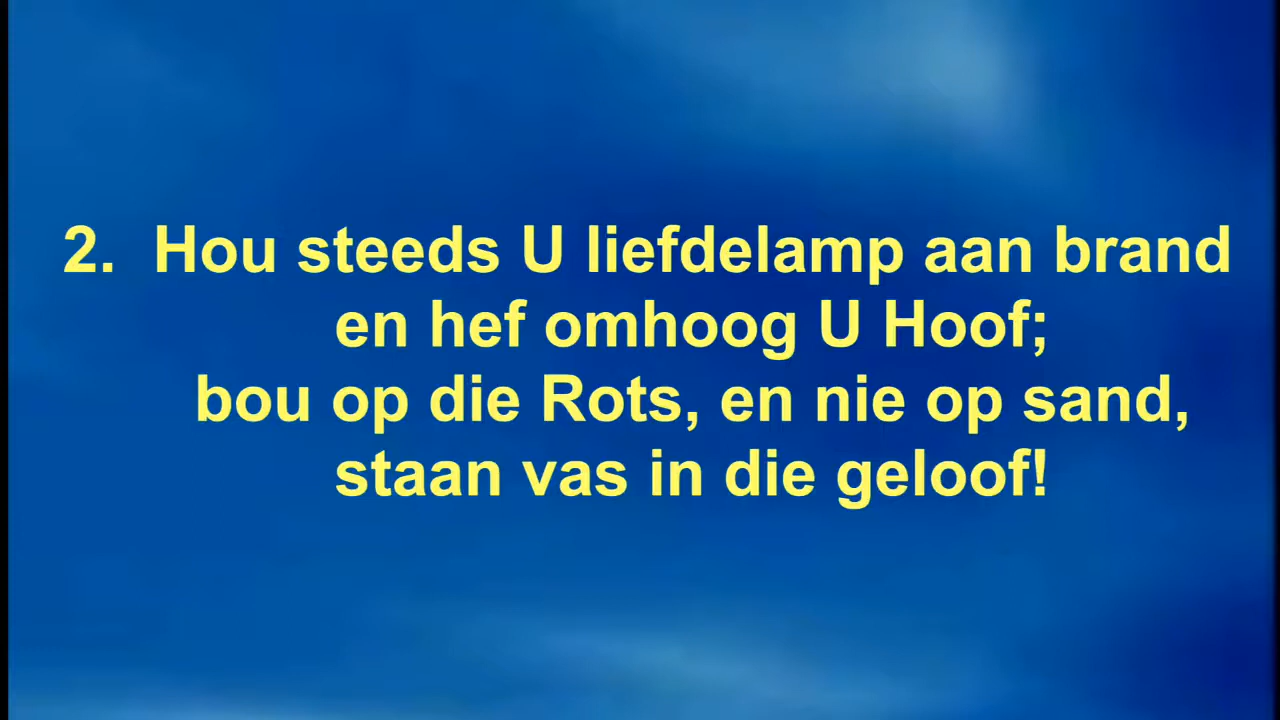 2. Hou steeds U liefdelamp aan brand
en hef omhoog U Hoof;
bou op die Rots, en nie op sand,
staan vas in die geloof!